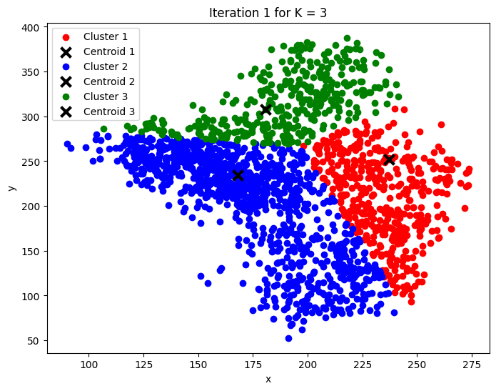 Iteration 1 for K = 3
Cluster 1
Centroid 1
Cluster 2
Centroid 2
Cluster 3
Centroid 3
400
350
300
250
200
150
100
50
y
100 125 150 175 200 225 250 275
x